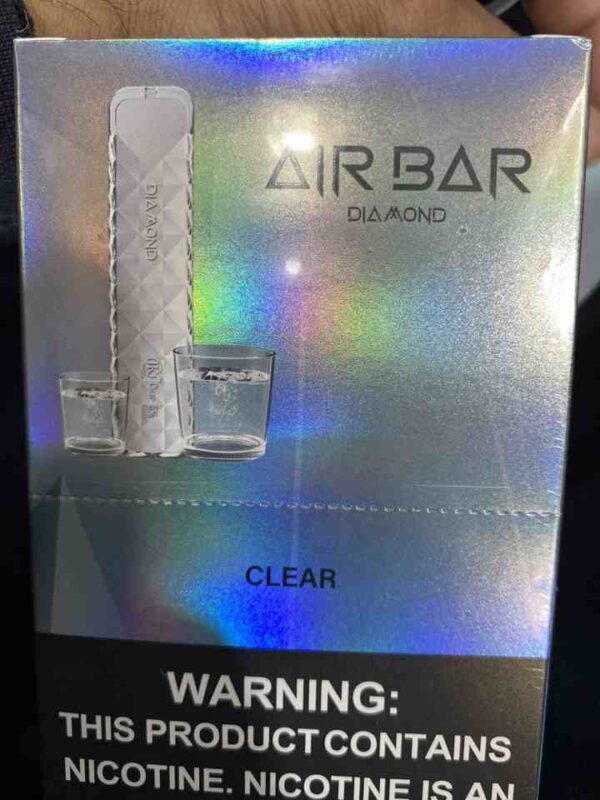 AIR BAR
DIAMOND
DIAMOND
CLEAR
WARNING:
THIS PRODUCT CONTAINS
NICOTINE. NICOTINE IS AN